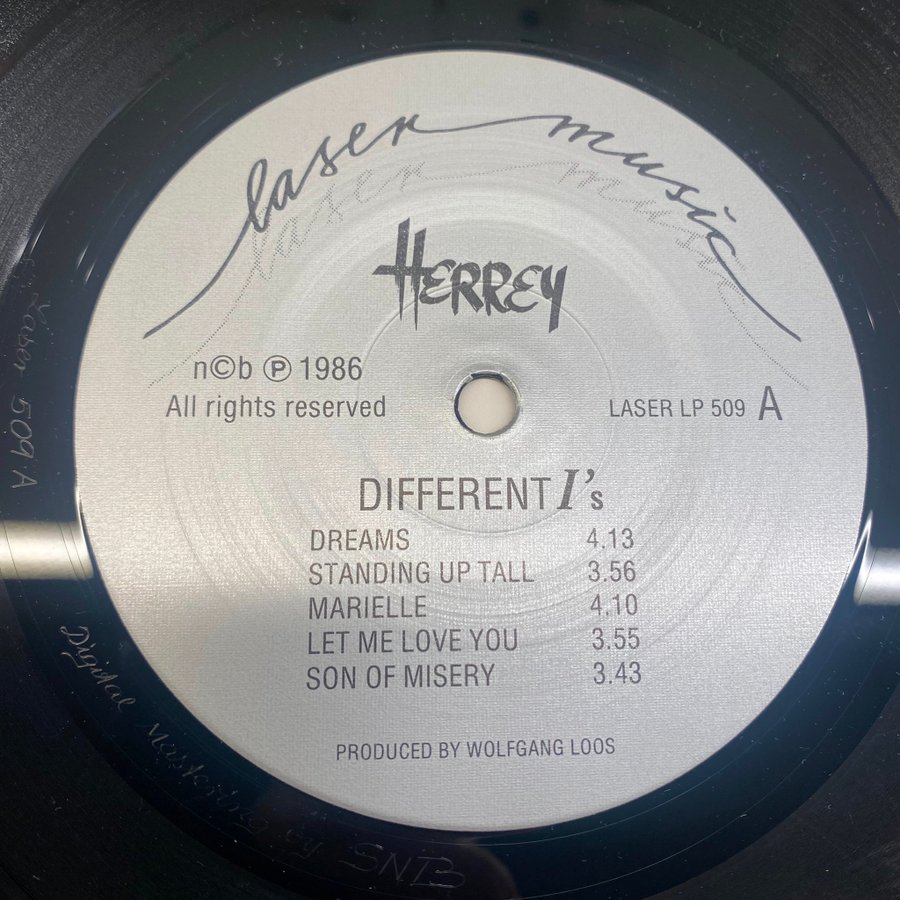 laser music
laser music
HERREY
n©b ℗ 1986
All rights reserved
LASER LP 509 A
DIFFERENT I's
DREAMS 4.13
STANDING UP TALL 3.56
MARIELLE 4.10
LET ME LOVE YOU 3.55
SON OF MISERY 3.43
PRODUCED BY WOLFGANG LOOS
Laser 509 A
Digital Mastering by SNB